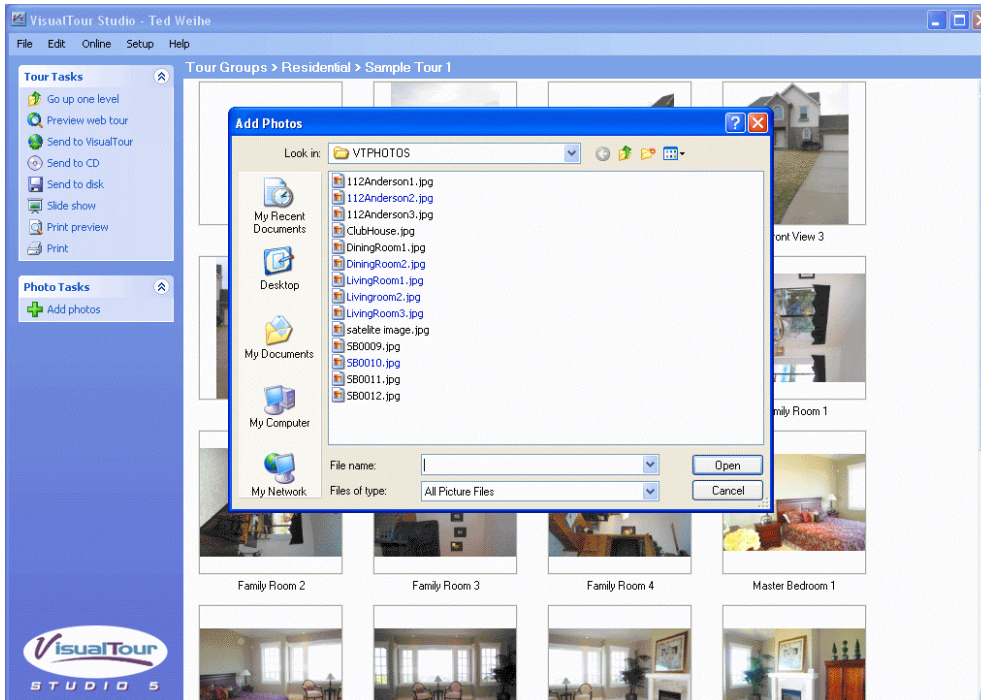 VisualTour Studio - Ted Weihe
File Edit Online Setup Help
Tour Tasks
Go up one level
Preview web tour
Send to VisualTour
Send to CD
Send to disk
Slide show
Print preview
Print
Photo Tasks
Add photos
VisualTour
STUDIO 5
Tour Groups > Residential > Sample Tour 1
Add Photos
Look in: VTPHOTOS
My Recent Documents
Desktop
My Documents
My Computer
My Network
112Anderson1.jpg
112Anderson2.jpg
112Anderson3.jpg
ClubHouse.jpg
DiningRoom1.jpg
DiningRoom2.jpg
LivingRoom1.jpg
Livingroom2.jpg
LivingRoom3.jpg
satelite image.jpg
SB0009.jpg
SB0010.jpg
SB0011.jpg
SB0012.jpg
File name:
Open
Files of type: All Picture Files
Cancel
ront View 3
mily Room 1
Family Room 2
Family Room 3
Family Room 4
Master Bedroom 1